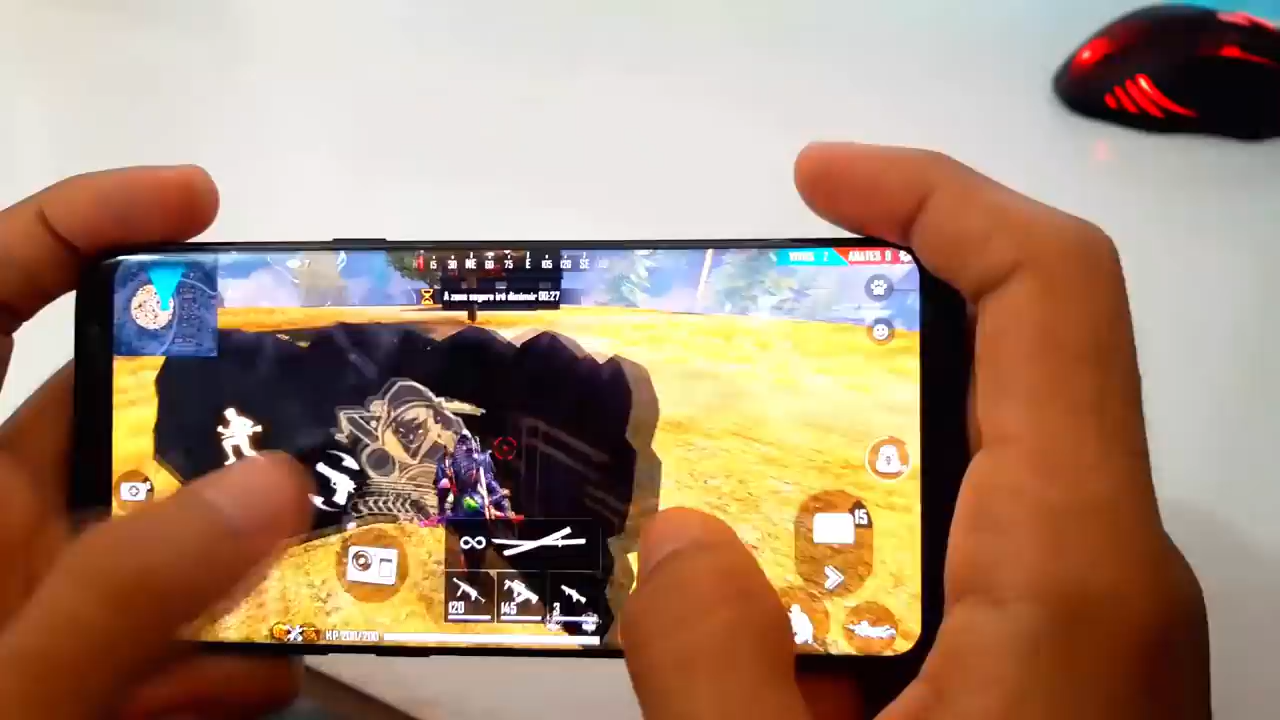 7
15 30 NE 60 75 E 105 120 SE
VIVOS 2
ABATES 0
A zona segura irá diminuir 00:27
15
120
145
3
HP 200/200